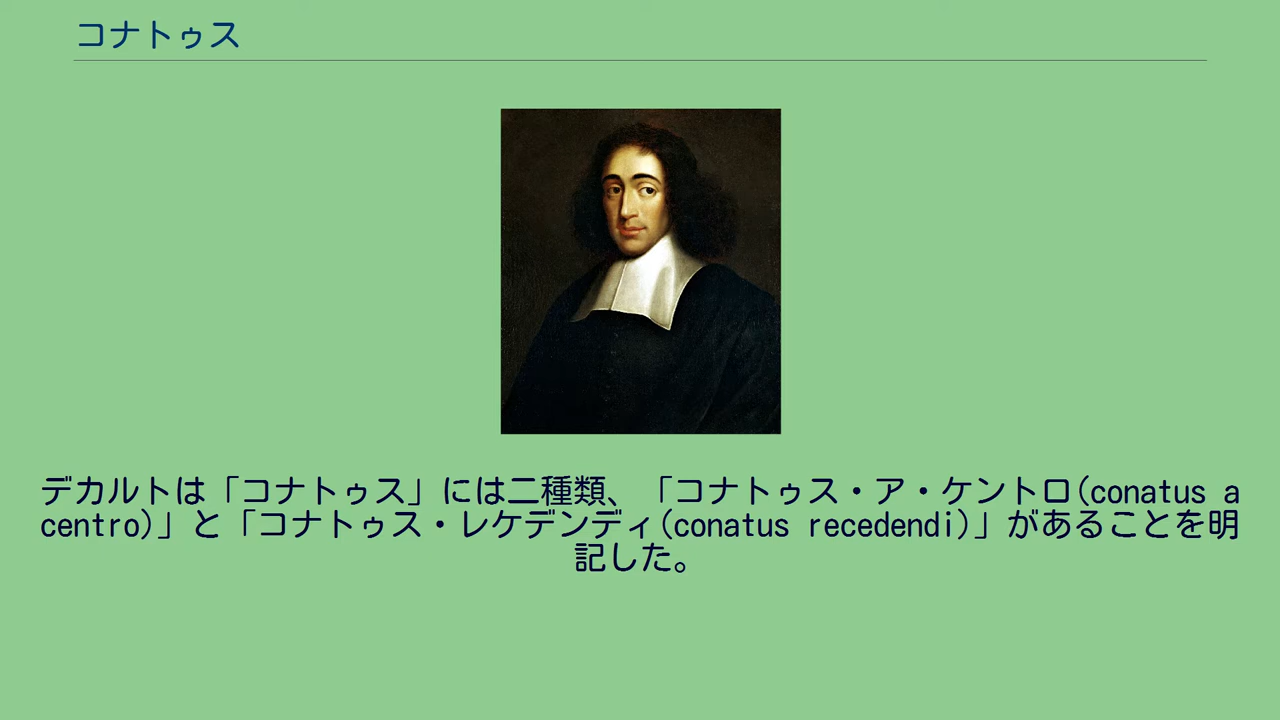 コナトゥス
デカルトは「コナトゥス」には二種類、「コナトゥス・ア・ケントロ(conatus a
centro)」と「コナトゥス・レケデンディ(conatus recedendi)」があることを明
記した。